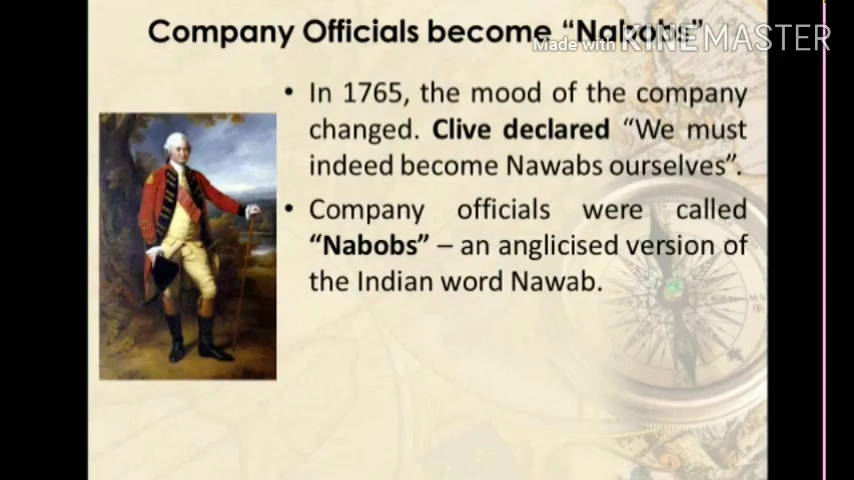 Company Officials become “Nabobs”
Made with KINEMASTER
• In 1765, the mood of the company
changed. Clive declared “We must
indeed become Nawabs ourselves”.
• Company officials were called
“Nabobs” – an anglicised version of
the Indian word Nawab.